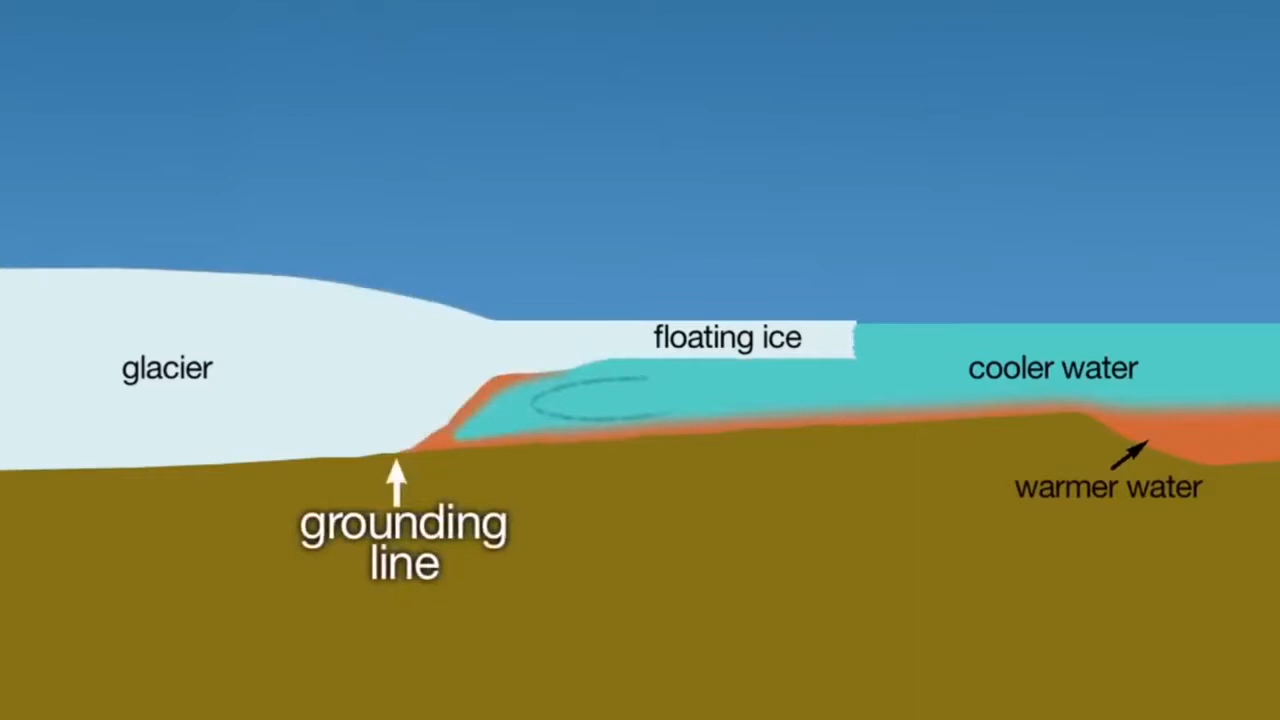 floating ice
glacier
cooler water
warmer water
grounding
line